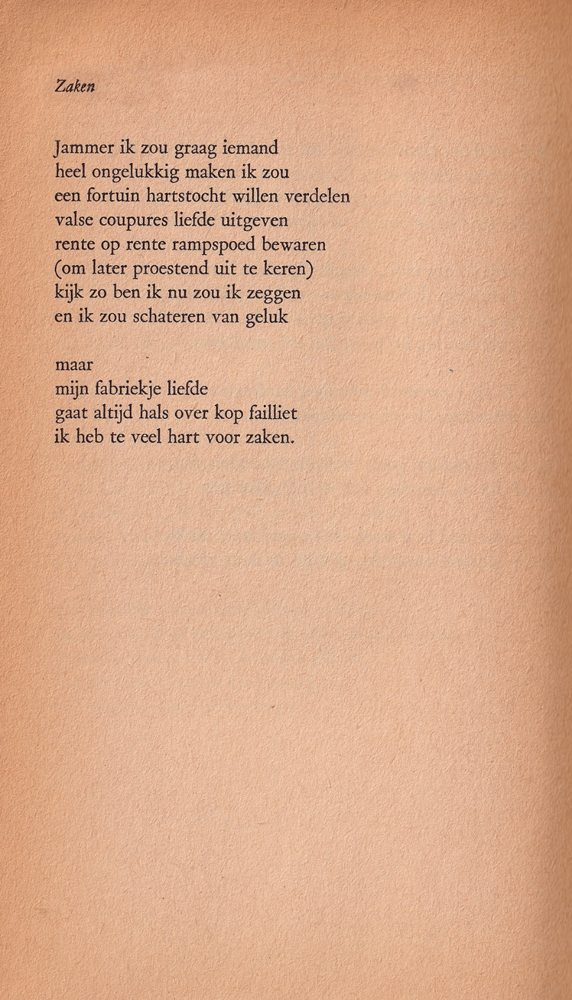 Zaken
Jammer ik zou graag iemand
heel ongelukkig maken ik zou
een fortuin hartstocht willen verdelen
valse coupures liefde uitgeven
rente op rente rampspoed bewaren
(om later proestend uit te keren)
kijk zo ben ik nu zou ik zeggen
en ik zou schateren van geluk
maar
mijn fabriekje liefde
gaat altijd hals over kop failliet
ik heb te veel hart voor zaken.